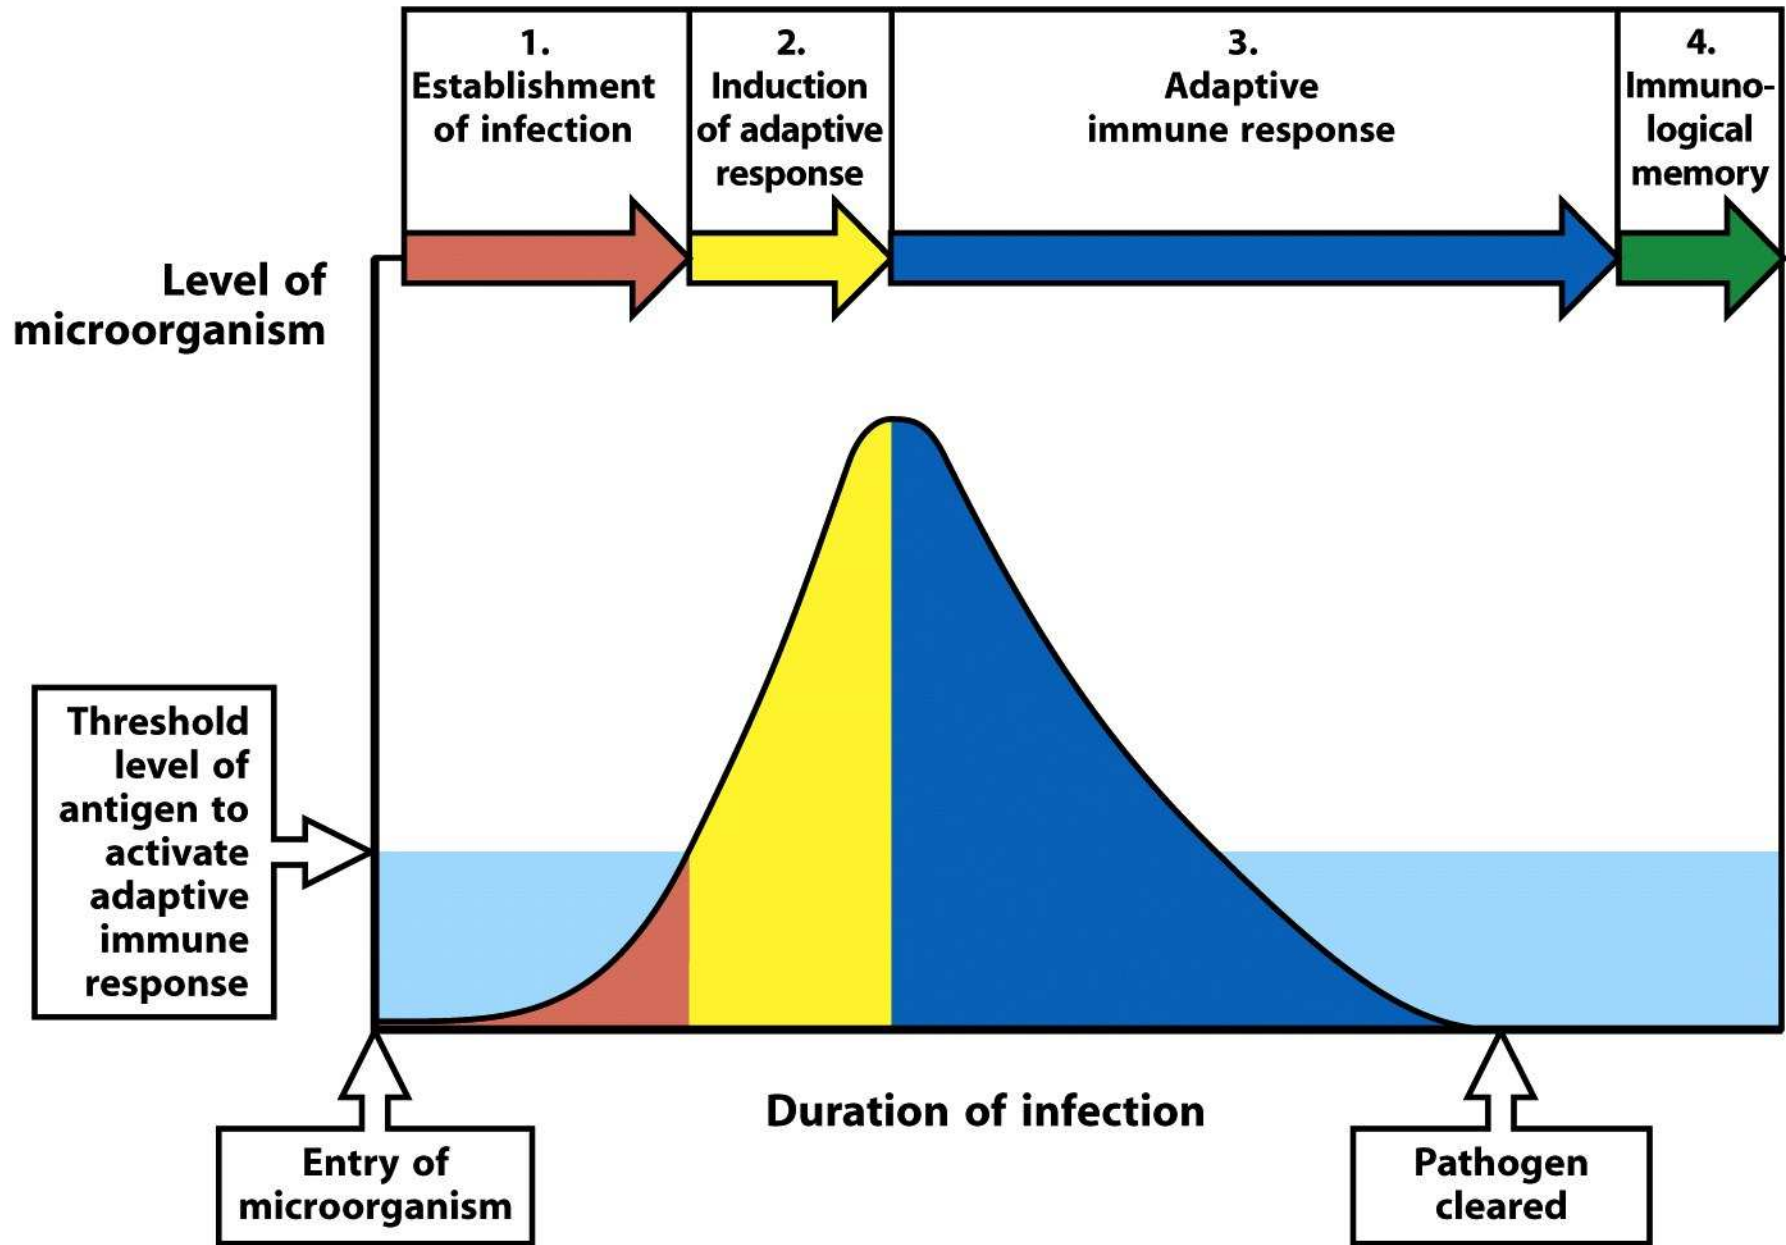 1.
Establishment
of infection
2.
Induction
of adaptive
response
3.
Adaptive
immune response
4.
Immuno-
logical
memory
Level of
microorganism
Threshold
level of
antigen to
activate
adaptive
immune
response
Duration of infection
Entry of
microorganism
Pathogen
cleared